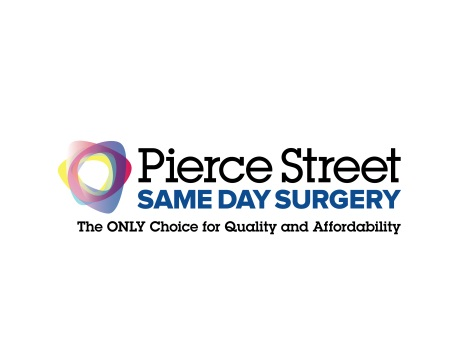 Pierce Street
SAME DAY SURGERY
The ONLY Choice for Quality and Affordability